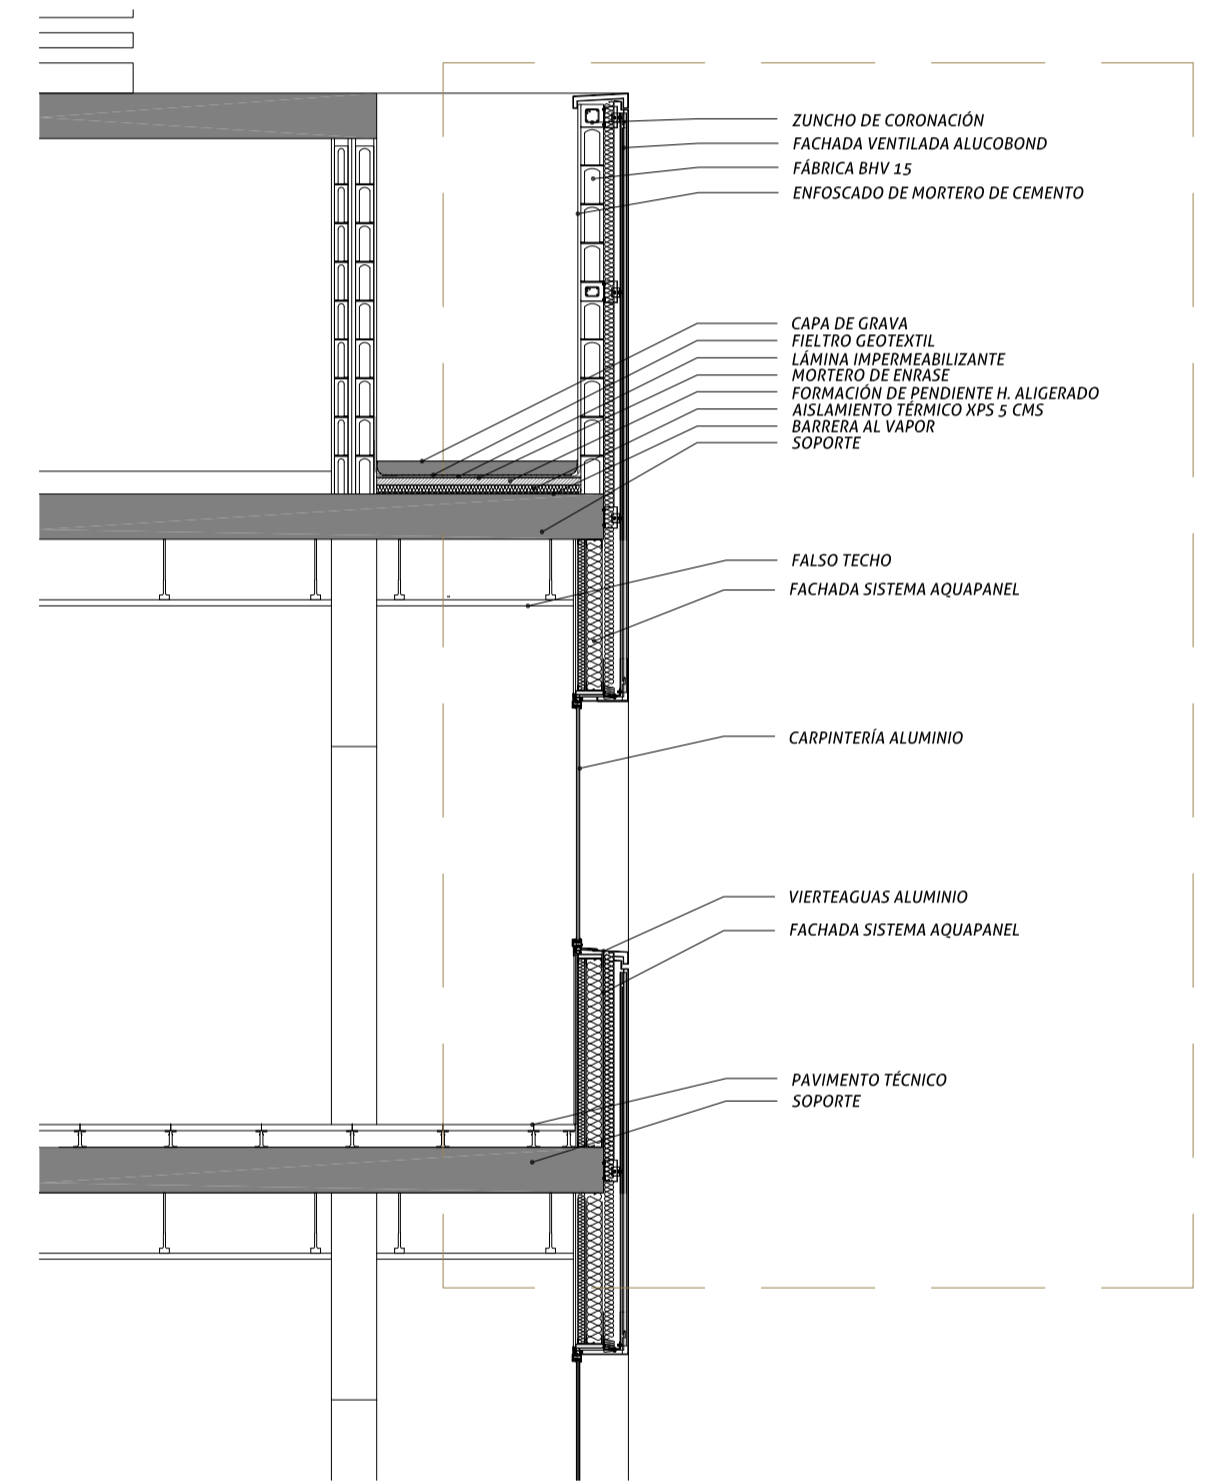 ZUNCHO DE CORONACIÓN
FACHADA VENTILADA ALUCOBOND
FÁBRICA BHV 15
ENFOSCADO DE MORTERO DE CEMENTO
CAPA DE GRAVA
FIELTRO GEOTEXTIL
LÁMINA IMPERMEABILIZANTE
MORTERO DE ENRASE
FORMACIÓN DE PENDIENTE H. ALIGERADO
AISLAMIENTO TÉRMICO XPS 5 CMS
BARRERA AL VAPOR
SOPORTE
FALSO TECHO
FACHADA SISTEMA AQUAPANEL
CARPINTERÍA ALUMINIO
VIERTEAGUAS ALUMINIO
FACHADA SISTEMA AQUAPANEL
PAVIMENTO TÉCNICO
SOPORTE